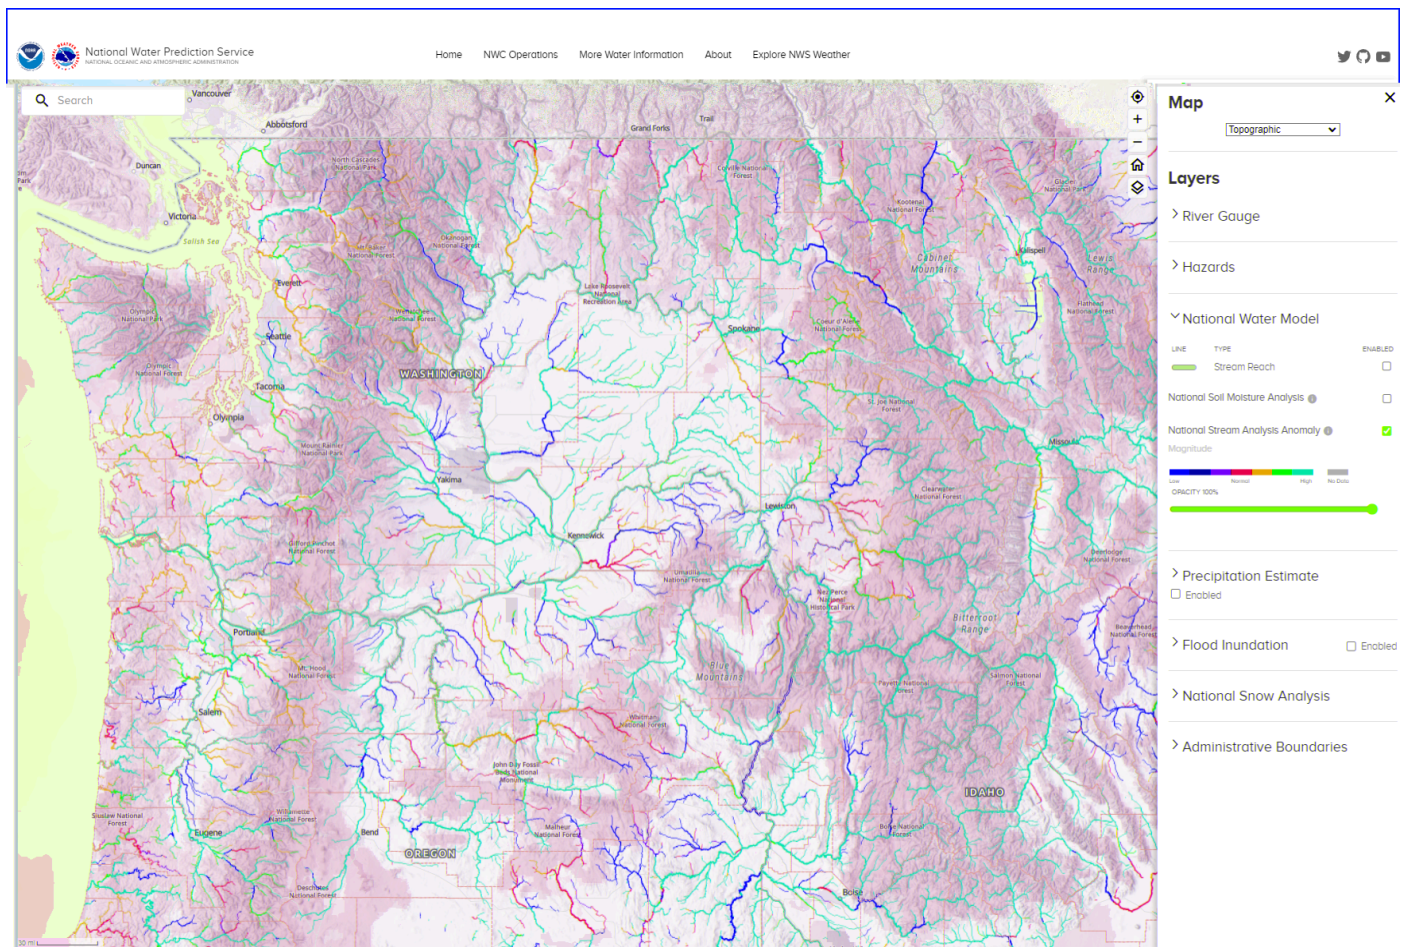 National Water Prediction Service
NATIONAL OCEANIC AND ATMOSPHERIC ADMINISTRATION
Home NWC Operations More Water Information About Explore NWS Weather
Search
Vancouver
Abbotsford
Trail
Grand Forks
Duncan
Park
North Cascades
National Park
Colville National
Forest
Glacier
National Park
Kootenai
National Forest
Victoria
Salish Sea
Okanogan
National Forest
Mt Baker
National Forest
Kalispell
Cabinet
Mountains
Lewis
Range
Everett
Lake Roosevelt
National
Recreation Area
Flathead
National Forest
Olympic
National Park
Wenatchee
National Forest
Spokane
Coeur d'Alene
National Forest
Seattle
Olympic
National Forest
WASHINGTON
Tacoma
St. Joe National
Forest
Olympia
Mount Rainier
National Park
Missoula
Yakima
Clearwater
National Forest
Lewiston
Kennewick
Gifford Pinchot
National Forest
Deerlodge
National Forest
Umatilla
National Forest
Nez Perce
National
Historical Park
Bitterroot
Range
Beaverhead
National Forest
Portland
Mt. Hood
National Forest
Blue
Mountains
Payette National
Forest
Salmon National
Forest
Salem
Whitman
National Forest
John Day Fossil
Beds National
Monument
IDAHO
Siuslaw National
Forest
Willamette
National Forest
Eugene
Bend
Malheur
National Forest
Boise National
Forest
OREGON
Deschutes
National Forest
Boise
30 mi
Map
Topographic
Layers
River Gauge
Hazards
National Water Model
LINE TYPE ENABLED
Stream Reach
National Soil Moisture Analysis
National Stream Analysis Anomaly
Magnitude
Low Normal High No Data
OPACITY 100%
Precipitation Estimate
Enabled
Flood Inundation Enabled
National Snow Analysis
Administrative Boundaries